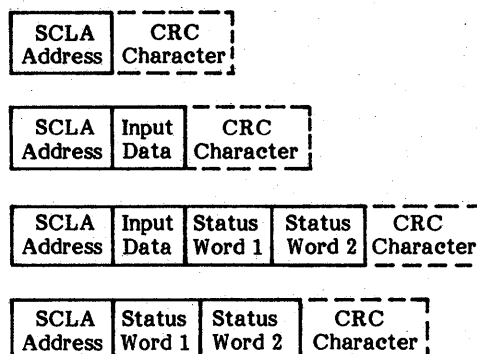 SCLA CRC
Address Character
SCLA Input CRC
Address Data Character
SCLA Input Status Status CRC
Address Data Word 1 Word 2 Character
SCLA Status Status CRC
Address Word 1 Word 2 Character